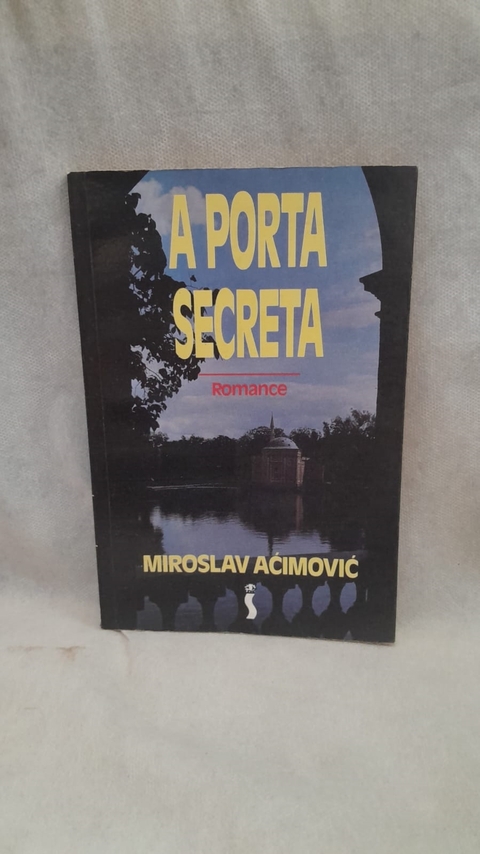 A PORTA
SECRETA
Romance
MIROSLAV AĆIMOVIĆ
S